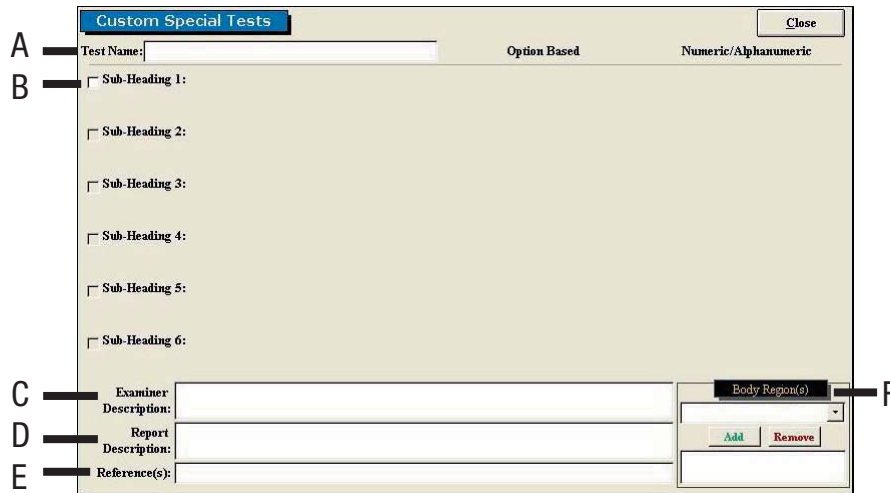 Custom Special Tests
Close
A
Test Name:
Option Based
Numeric/Alphanumeric
B
Sub-Heading 1:
Sub-Heading 2:
Sub-Heading 3:
Sub-Heading 4:
Sub-Heading 5:
Sub-Heading 6:
C
Examiner
Description:
Body Region(s)
F
D
Report
Description:
Add
Remove
E
Reference(s):